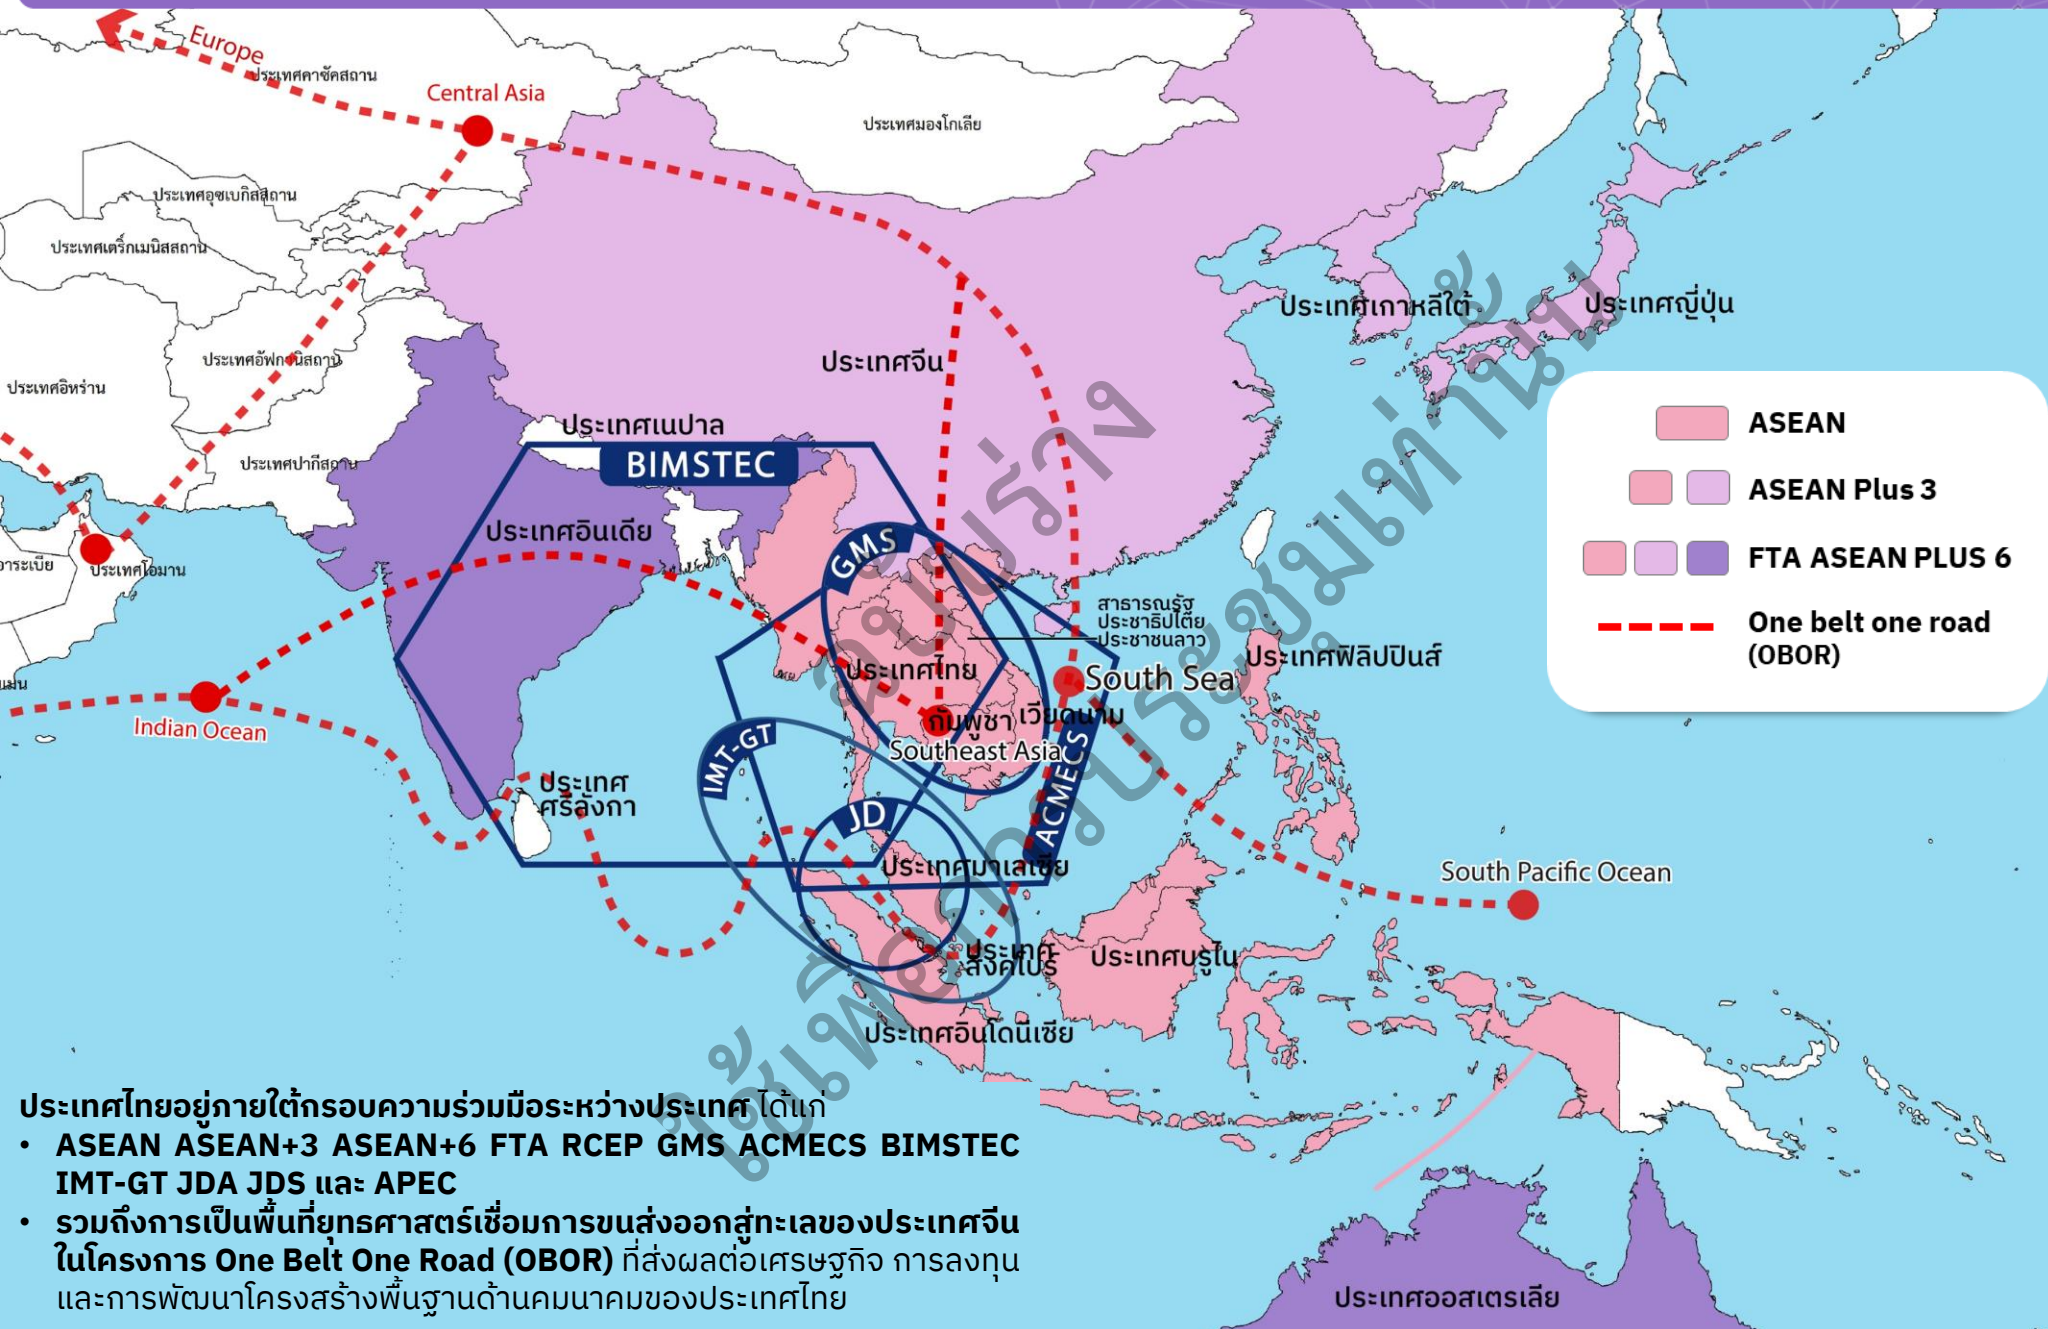 Europe
ประเทศคาซัคสถาน
Central Asia
ประเทศมองโกเลีย
ประเทศอุซเบกิสสถาน
ประเทศเตริ์กเมนิสสถาน
ประเทศเกาหลีใต้
ประเทศญี่ปุ่น
ประเทศอัฟกานิสถาน
ประเทศจีน
ประเทศอิหร่าน
ประเทศเนปาล
ประเทศปากีสถาน
BIMSTEC
ASEAN
ASEAN Plus 3
FTA ASEAN PLUS 6
One belt one road
(OBOR)
ประเทศอินเดีย
GMS
ประเทศโอมาน
สาธารณรัฐ
ประชาธิปไตย
ประชาชนลาว
ประเทศฟิลิปปินส์
ประเทศไทย
South Sea
Indian Ocean
กัมพูชา
เวียดนาม
Southeast Asia
IMT-GT
ACMECS
ประเทศ
ศรีลังกา
JD
ประเทศมาเลเซีย
South Pacific Ocean
ประเทศ
สิงคโปร์
ประเทศบรูไน
ประเทศอินโดนีเซีย
ฉบับร่าง
ใช้เพื่อการประชุมเท่านั้น
ประเทศไทยอยู่ภายใต้กรอบความร่วมมือระหว่างประเทศ ได้แก่
• ASEAN ASEAN+3 ASEAN+6 FTA RCEP GMS ACMECS BIMSTEC
IMT-GT JDA JDS และ APEC
• รวมถึงการเป็นพื้นที่ยุทธศาสตร์เชื่อมการขนส่งออกสู่ทะเลของประเทศจีน
ในโครงการ One Belt One Road (OBOR) ที่ส่งผลต่อเศรษฐกิจ การลงทุน
และการพัฒนาโครงสร้างพื้นฐานด้านคมนาคมของประเทศไทย
ประเทศออสเตรเลีย